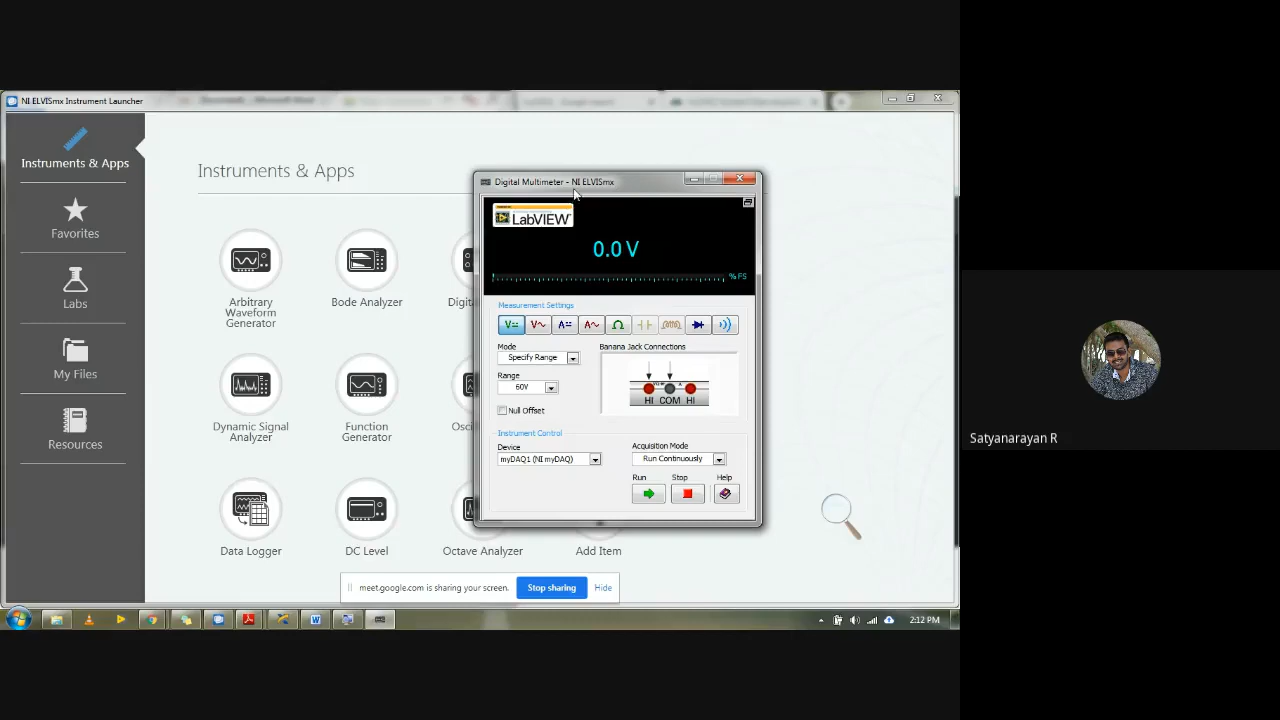 NI ELVISmx Instrument Launcher
Instruments & Apps
Favorites
Labs
My Files
Resources
Instruments & Apps
Arbitrary
Waveform
Generator
Bode Analyzer
Digital
Dynamic Signal
Analyzer
Function
Generator
Osci
Data Logger
DC Level
Octave Analyzer
Add Item
Digital Multimeter - NI ELVISmx
LabVIEW
0.0 V
% FS
Measurement Settings
V
V
A
A
Ω
Mode
Specify Range
Range
60V
Null Offset
Banana Jack Connections
HI COM HI
Instrument Control
Device
myDAQ1 (NI myDAQ)
Acquisition Mode
Run Continuously
Run Stop Help
meet.google.com is sharing your screen. Stop sharing Hide
2:12 PM
Satyanarayan R